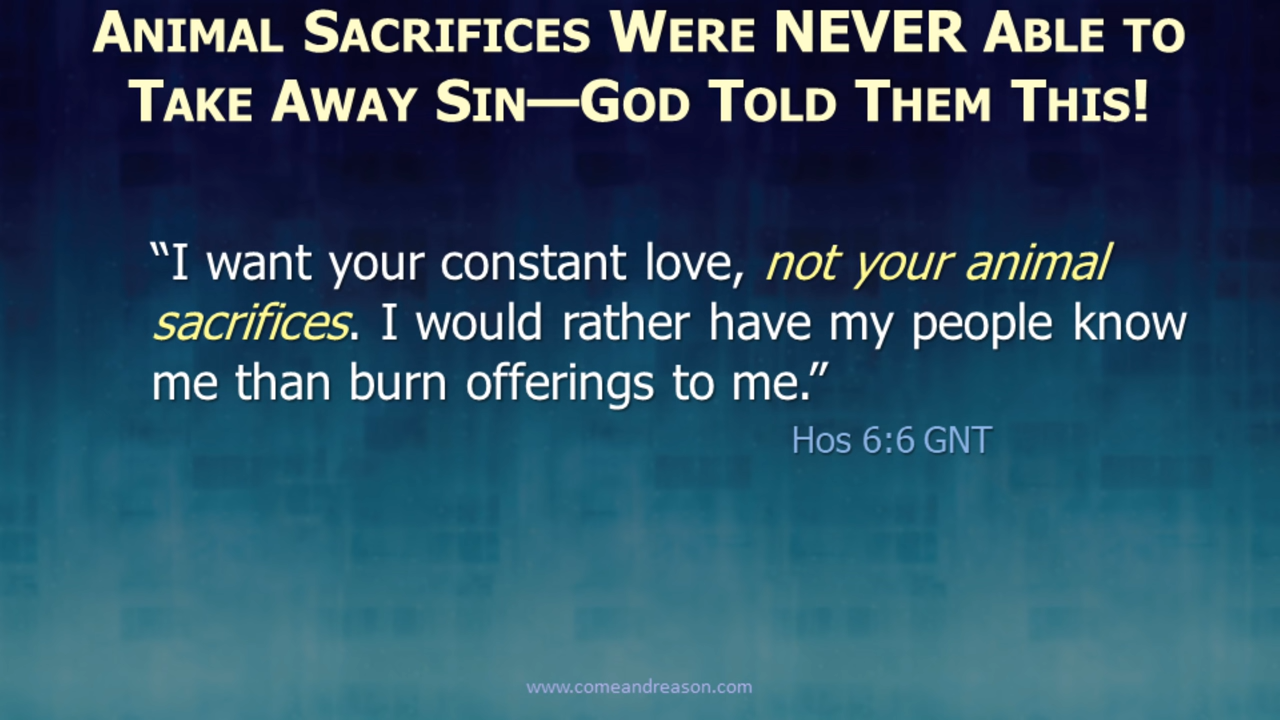 Animal Sacrifices Were NEVER Able to
Take Away Sin—God Told Them This!
“I want your constant love, not your animal
sacrifices. I would rather have my people know
me than burn offerings to me.”
Hos 6:6 GNT
www.comeandreason.com